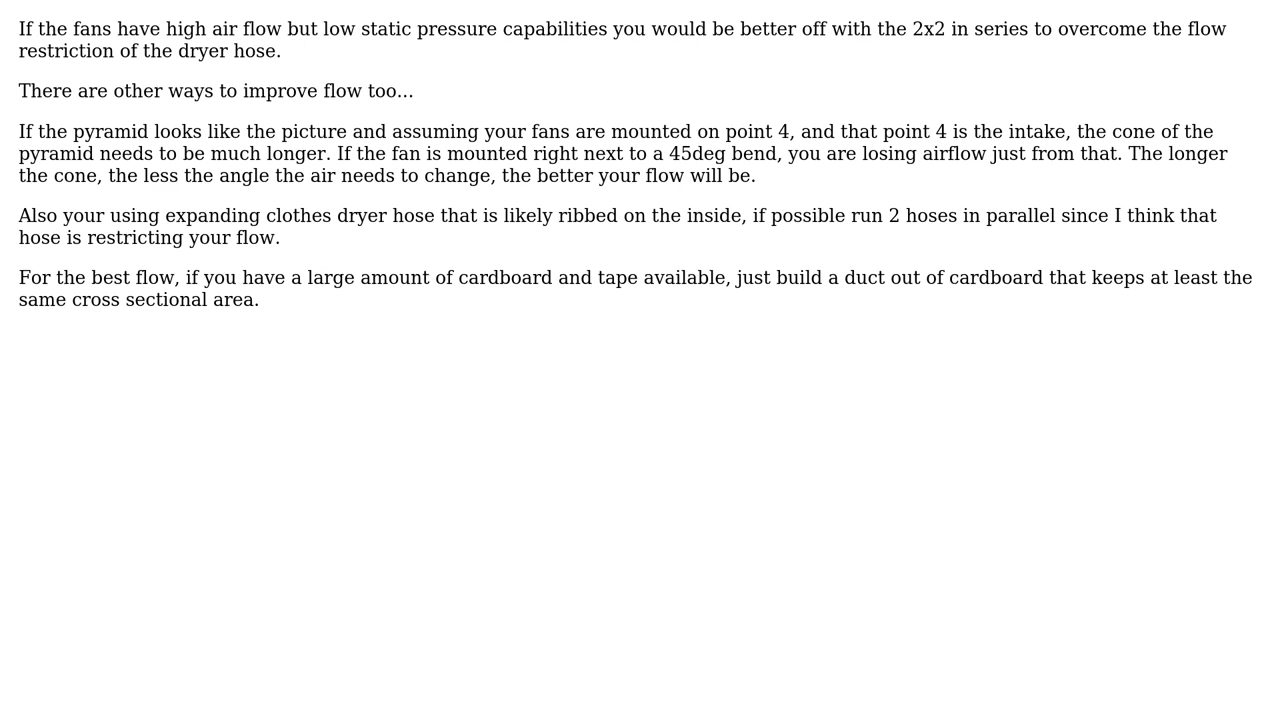 If the fans have high air flow but low static pressure capabilities you would be better off with the 2x2 in series to overcome the flow
restriction of the dryer hose.
There are other ways to improve flow too...
If the pyramid looks like the picture and assuming your fans are mounted on point 4, and that point 4 is the intake, the cone of the
pyramid needs to be much longer. If the fan is mounted right next to a 45deg bend, you are losing airflow just from that. The longer
the cone, the less the angle the air needs to change, the better your flow will be.
Also your using expanding clothes dryer hose that is likely ribbed on the inside, if possible run 2 hoses in parallel since I think that
hose is restricting your flow.
For the best flow, if you have a large amount of cardboard and tape available, just build a duct out of cardboard that keeps at least the
same cross sectional area.